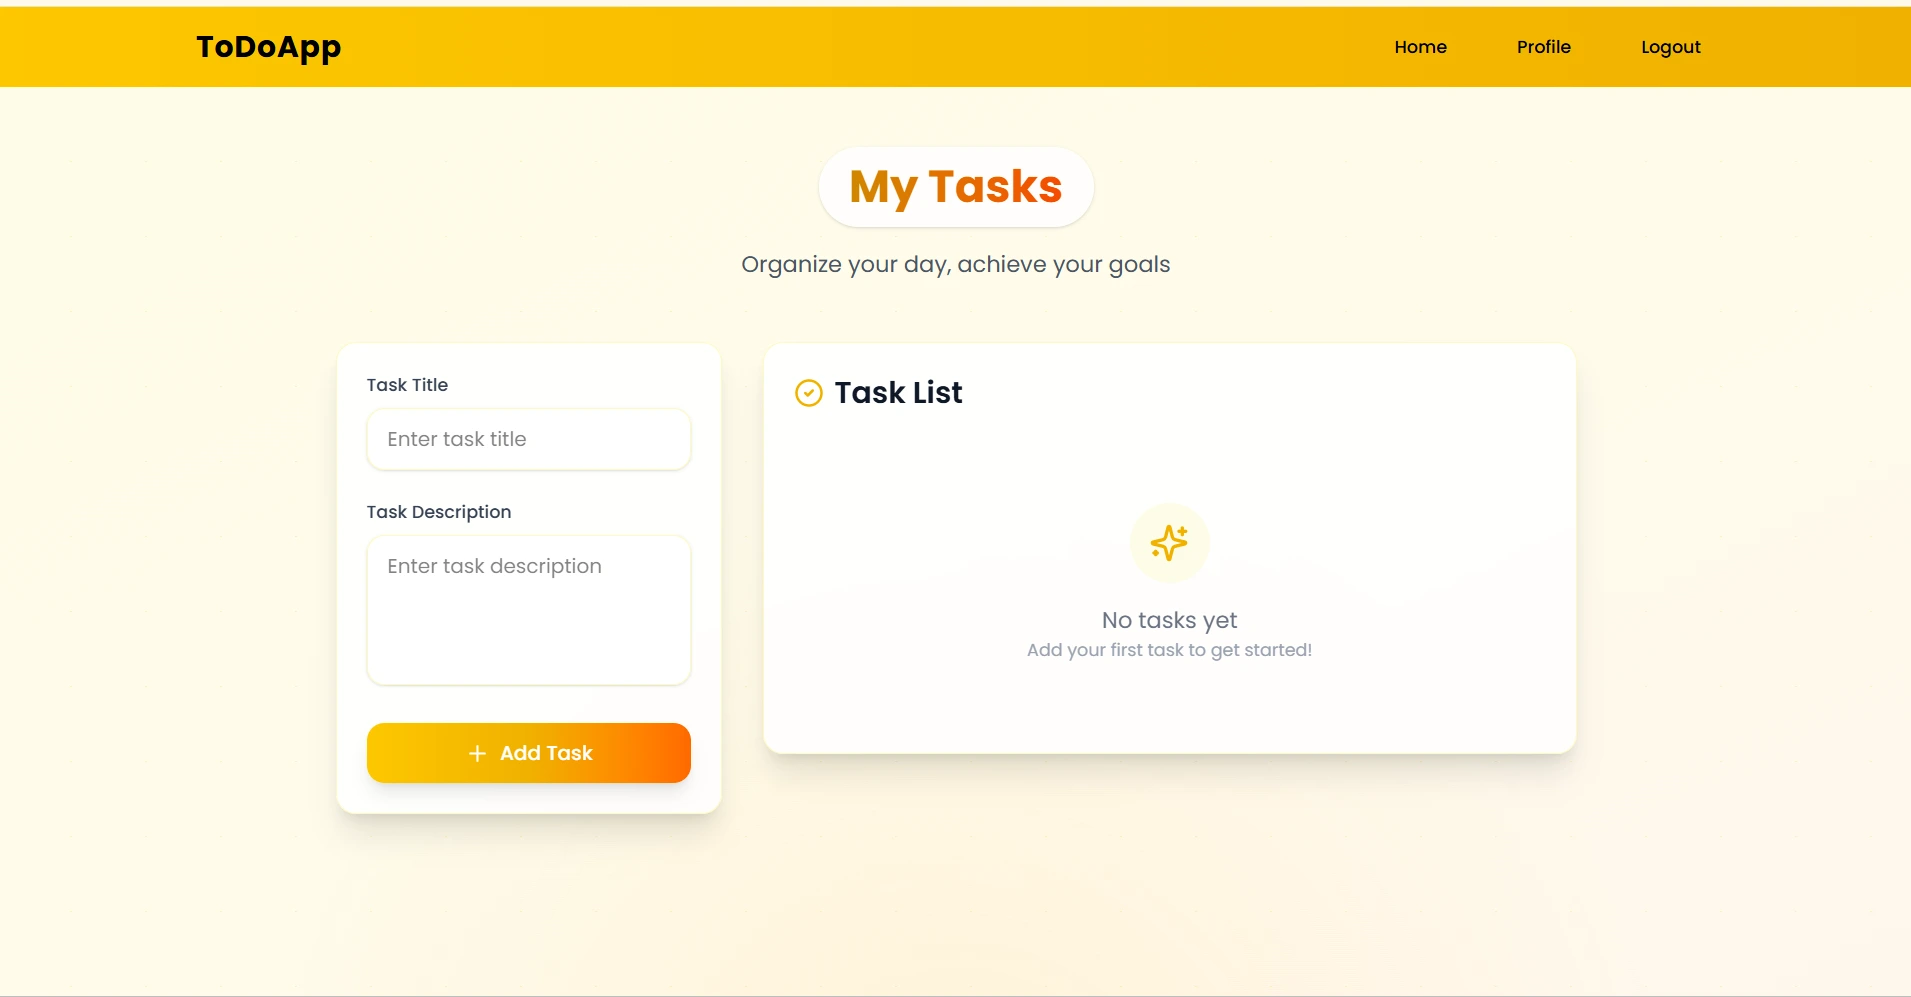 ToDoApp
Home
Profile
Logout
My Tasks
Organize your day, achieve your goals
Task Title
Enter task title
Task Description
Enter task description
Add Task
Task List
No tasks yet
Add your first task to get started!